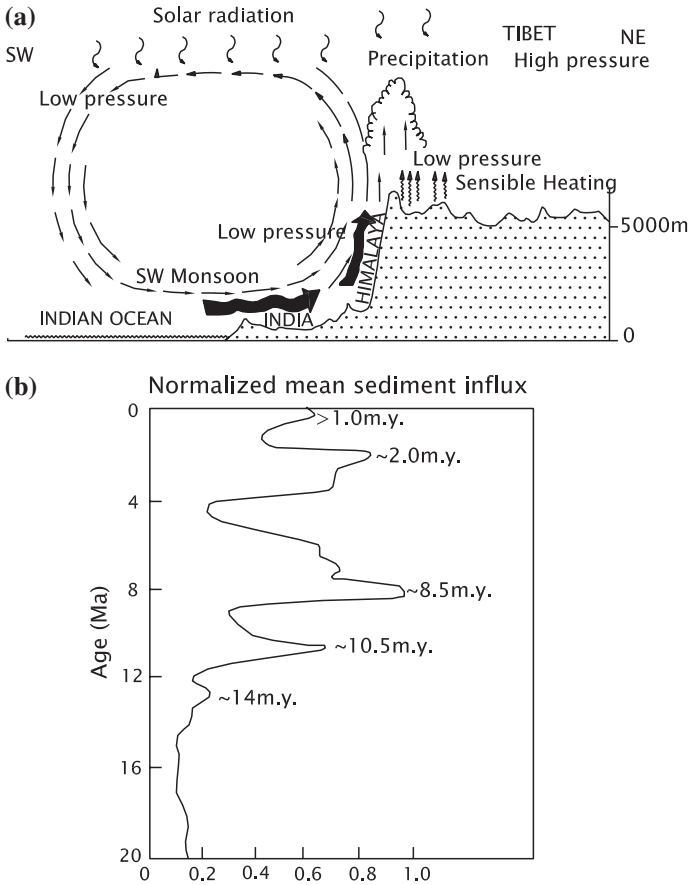 (a)
Solar radiation
SW
TIBET
NE
Precipitation
High pressure
Low pressure
Low pressure
Sensible Heating
5000m
Low pressure
HIMALAYA
SW Monsoon
INDIAN OCEAN
INDIA
0
(b)
Normalized mean sediment influx
0
>1.0m.y.
~2.0m.y.
4
8
~8.5m.y.
Age (Ma)
~10.5m.y.
12
~14m.y.
16
20
0
0.2
0.4
0.6
0.8
1.0